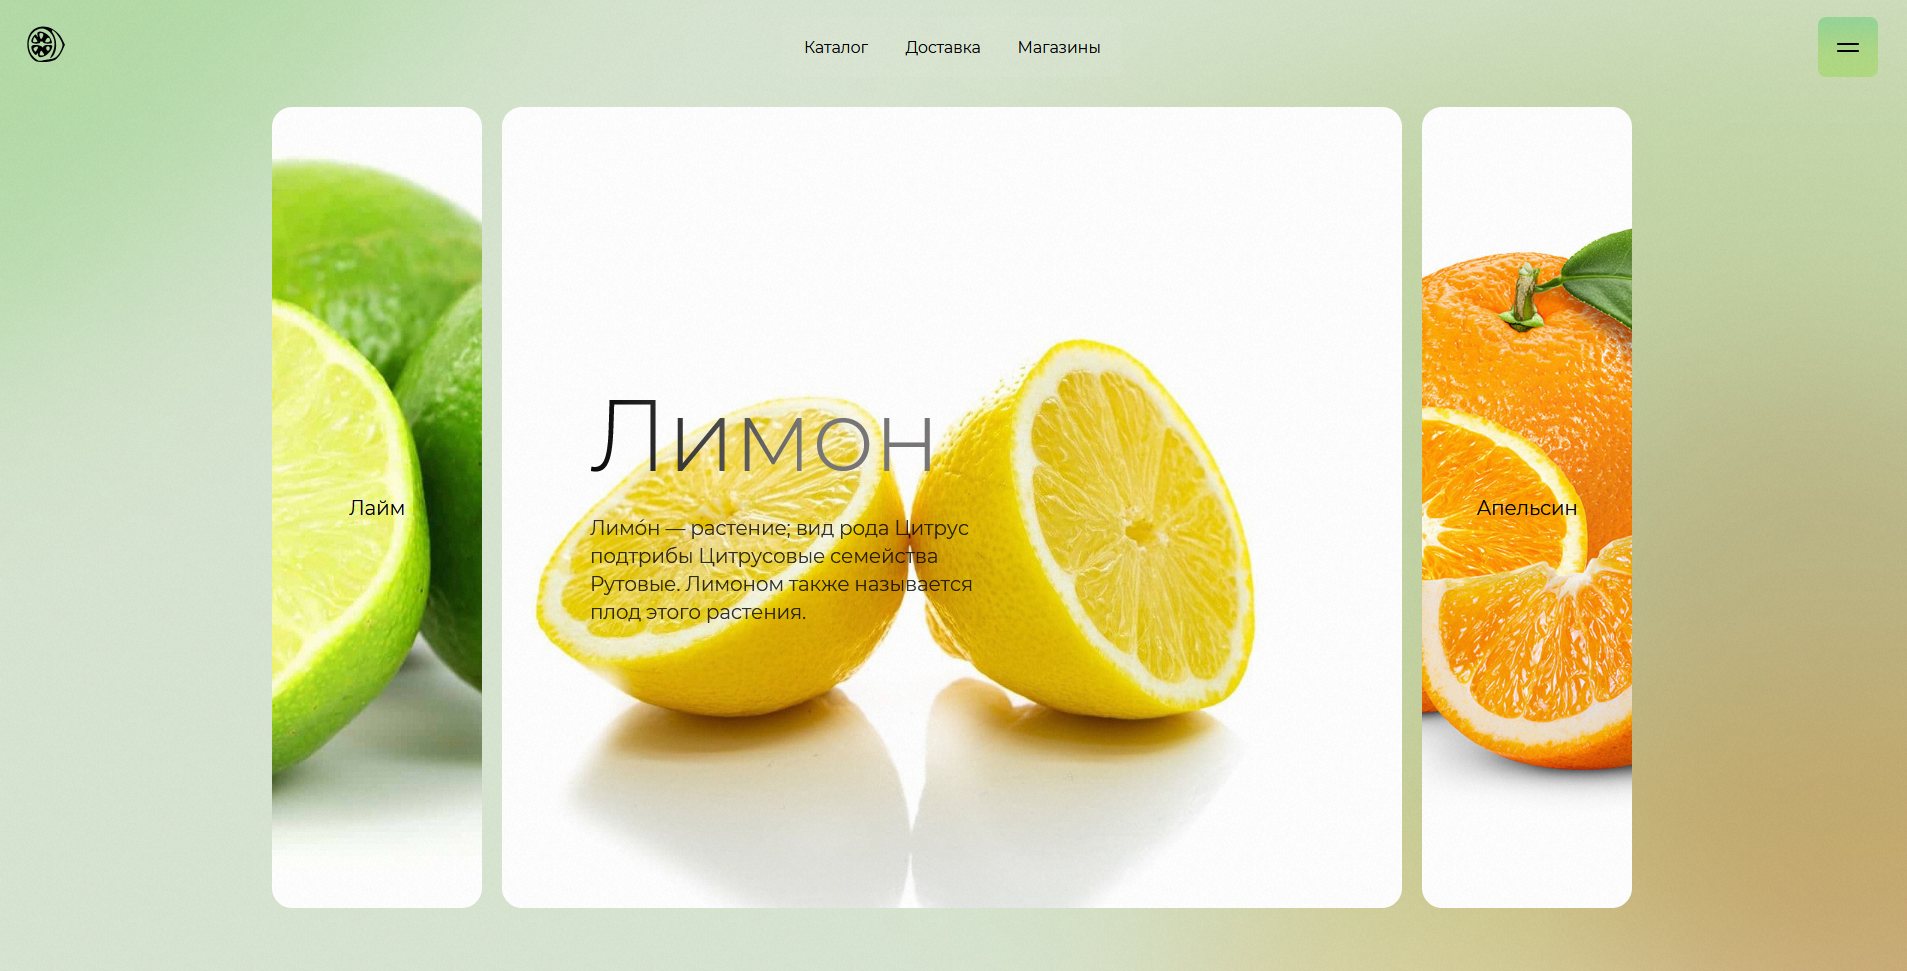 Каталог
Доставка
Магазины
Лайм
Лимон
Лимо́н — растение; вид рода Цитрус
подтрибы Цитрусовые семейства
Рутовые. Лимоном также называется
плод этого растения.
Апельсин